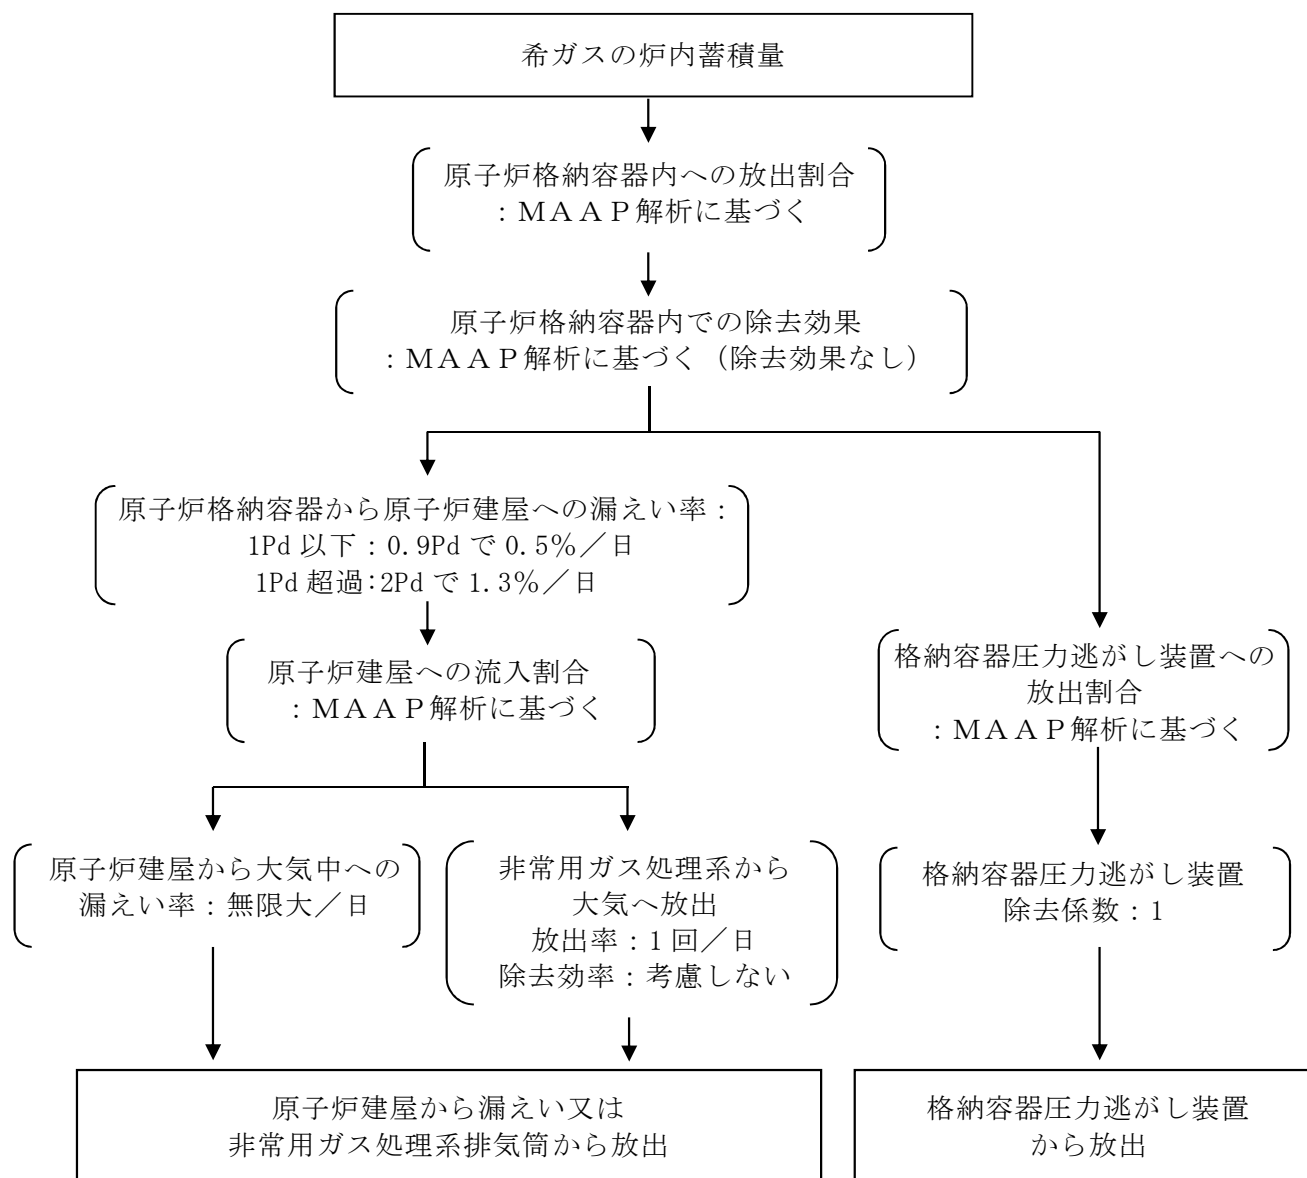 希ガスの炉内蓄積量
原子炉格納容器内への放出割合
：ＭＡＡＰ解析に基づく
原子炉格納容器内での除去効果
：ＭＡＡＰ解析に基づく（除去効果なし）
原子炉格納容器から原子炉建屋への漏えい率：
1Pd 以下：0.9Pd で 0.5％／日
1Pd 超過：2Pd で 1.3％／日
原子炉建屋への流入割合
：ＭＡＡＰ解析に基づく
格納容器圧力逃がし装置への
放出割合
：ＭＡＡＰ解析に基づく
原子炉建屋から大気中への
漏えい率：無限大／日
非常用ガス処理系から
大気へ放出
放出率：1 回／日
除去効率：考慮しない
格納容器圧力逃がし装置
除去係数：1
原子炉建屋から漏えい又は
非常用ガス処理系排気筒から放出
格納容器圧力逃がし装置
から放出